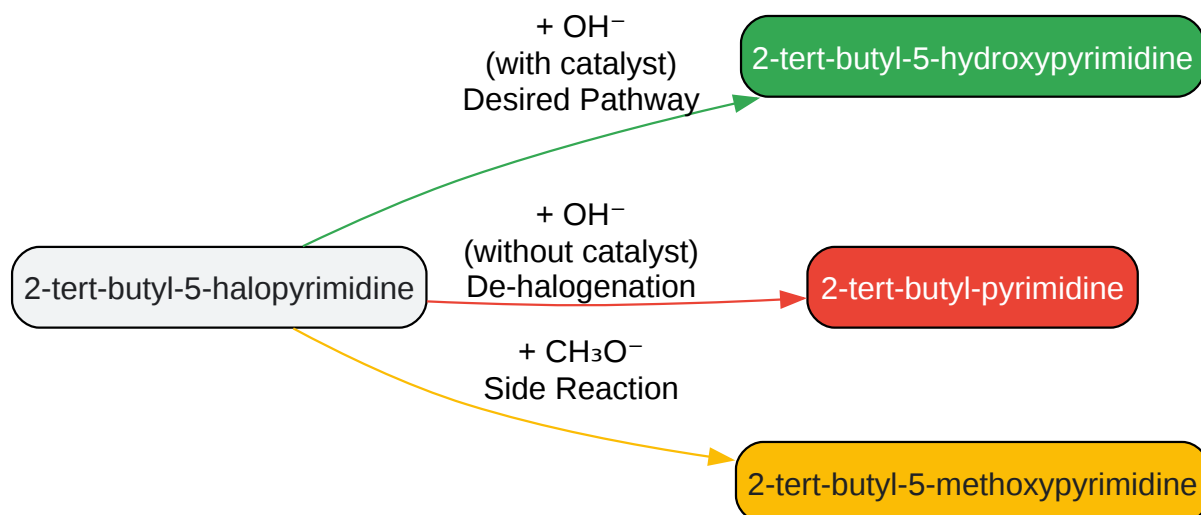 + OH⁻
(with catalyst)
Desired Pathway
2-tert-butyl-5-hydroxypyrimidine
+ OH⁻
(without catalyst)
De-halogenation
2-tert-butyl-5-halopyrimidine
2-tert-butyl-pyrimidine
+ CH₃O⁻
Side Reaction
2-tert-butyl-5-methoxypyrimidine